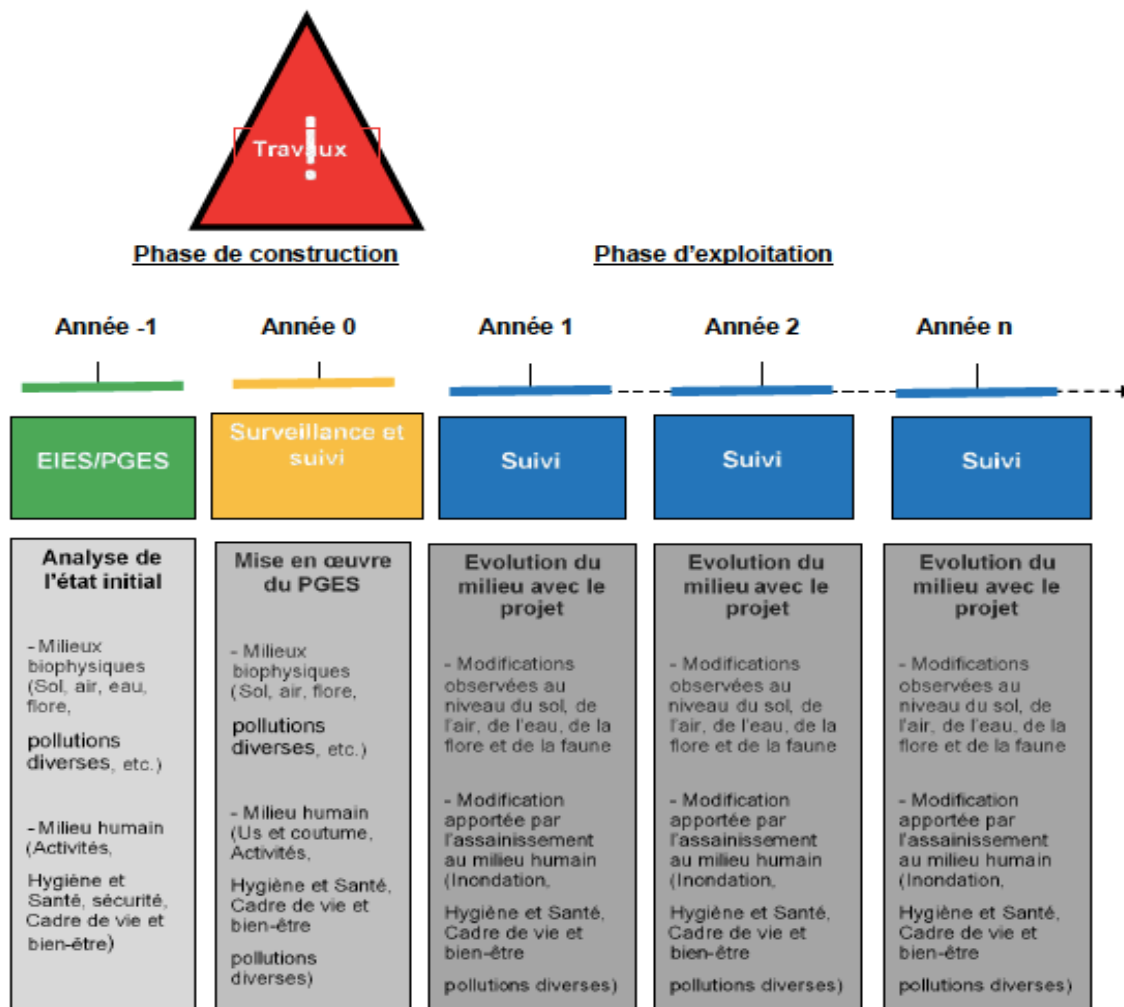 Travaux
!
Phase de construction
Phase d'exploitation
Année -1
Année 0
Année 1
Année 2
Année n
EIES/PGES
Surveillance et
suivi
Suivi
Suivi
Suivi
Analyse de
l'état initial
- Milieux
biophysiques
(Sol, air, eau,
flore,
pollutions
diverses, etc.)
- Milieu humain
(Activités,
Hygiène et
Santé, sécurité,
Cadre de vie et
bien-être)
Mise en œuvre
du PGES
- Milieux
biophysiques
(Sol, air, flore,
pollutions
diverses, etc.)
- Milieu humain
(Us et coutume,
Activités,
Hygiène et Santé,
Cadre de vie et
bien-être
pollutions
diverses)
Evolution du
milieu avec le
projet
- Modifications
observées au
niveau du sol, de
l'air, de l'eau, de la
flore et de la faune
- Modification
apportée par
l'assainissement
au milieu humain
(Inondation,
Hygiène et Santé,
Cadre de vie et
bien-être
pollutions diverses)
Evolution du
milieu avec le
projet
- Modifications
observées au
niveau du sol, de
l'air, de l'eau, de la
flore et de la faune
- Modification
apportée par
l'assainissement
au milieu humain
(Inondation,
Hygiène et Santé,
Cadre de vie et
bien-être
pollutions diverses)
Evolution du
milieu avec le
projet
- Modifications
observées au
niveau du sol, de
l'air, de l'eau, de la
flore et de la faune
- Modification
apportée par
l'assainissement
au milieu humain
(Inondation,
Hygiène et Santé,
Cadre de vie et
bien-être
pollutions diverses)